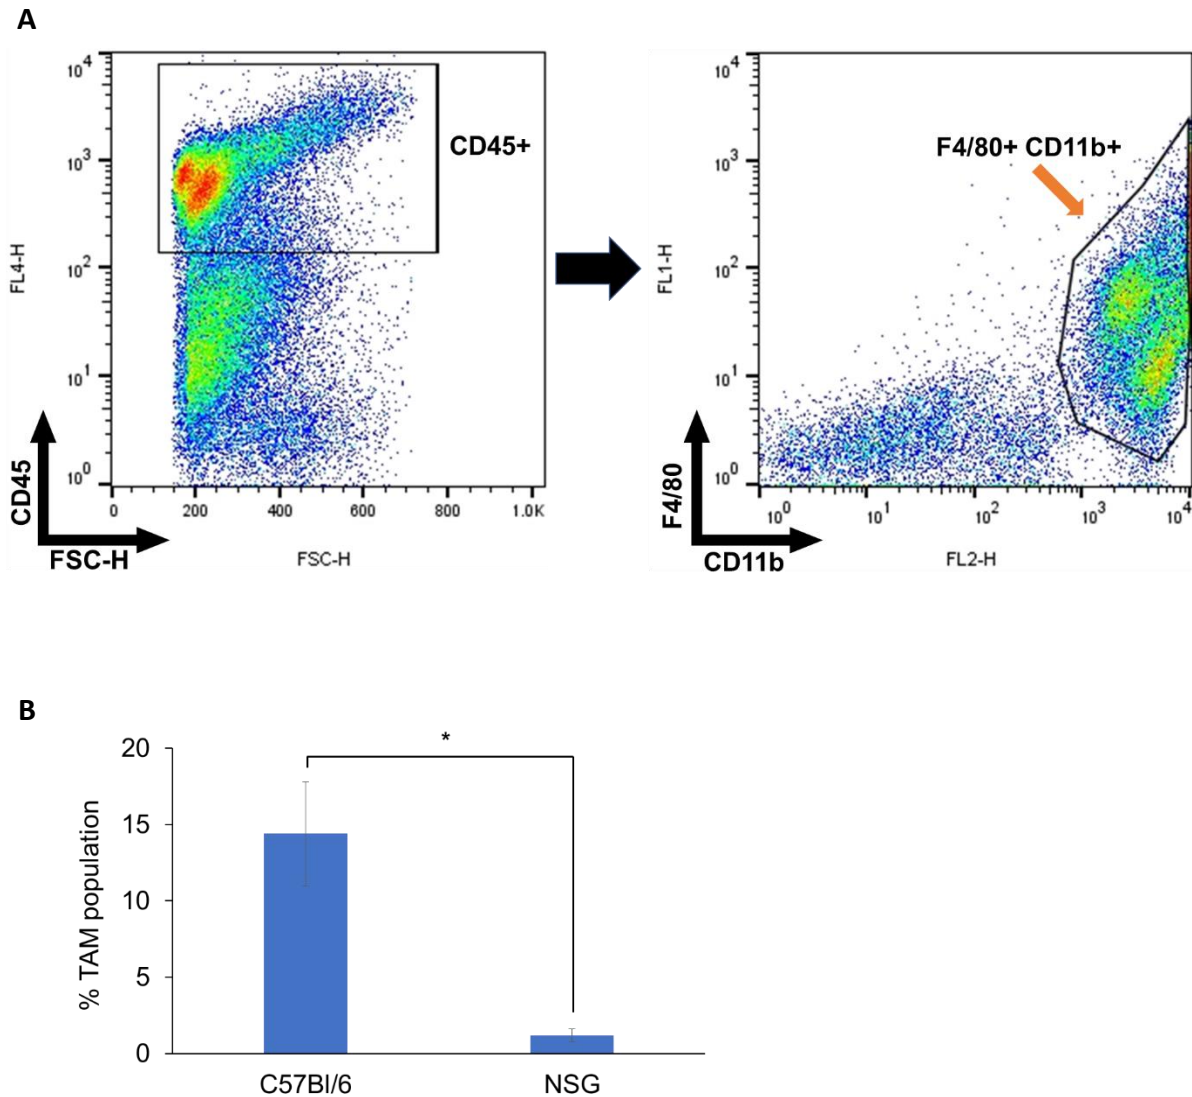 A
10^4
10^3
10^2
10^1
10^0
FL4-H
CD45+
0 200 400 600 800 1.0K
CD45
FSC-H
FSC-H
10^4
10^3
10^2
10^1
10^0
FL1-H
F4/80+ CD11b+
10^0 10^1 10^2 10^3 10^4
F4/80
CD11b
FL2-H
B
% TAM population
20
15
10
5
0
*
C57Bl/6 NSG